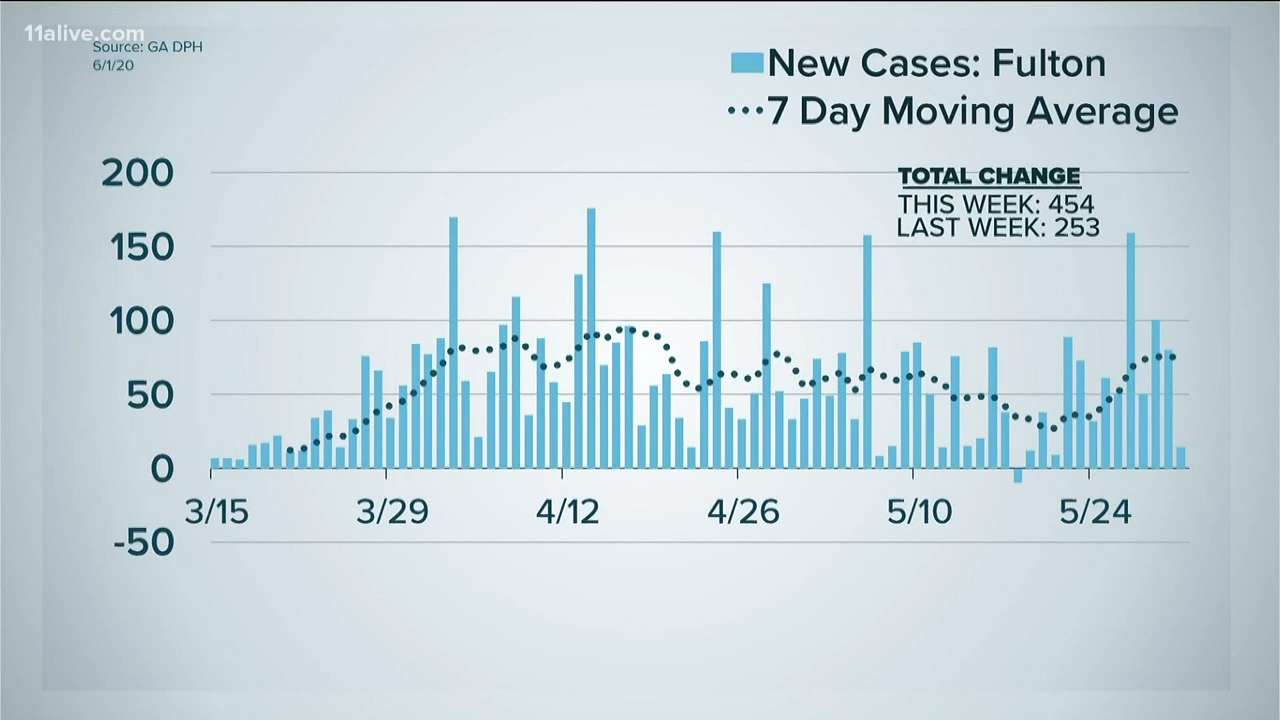 11alive.com
Source: GA DPH
6/1/20
New Cases: Fulton
7 Day Moving Average
TOTAL CHANGE
THIS WEEK: 454
LAST WEEK: 253
200
150
100
50
0
-50
3/15 3/29 4/12 4/26 5/10 5/24